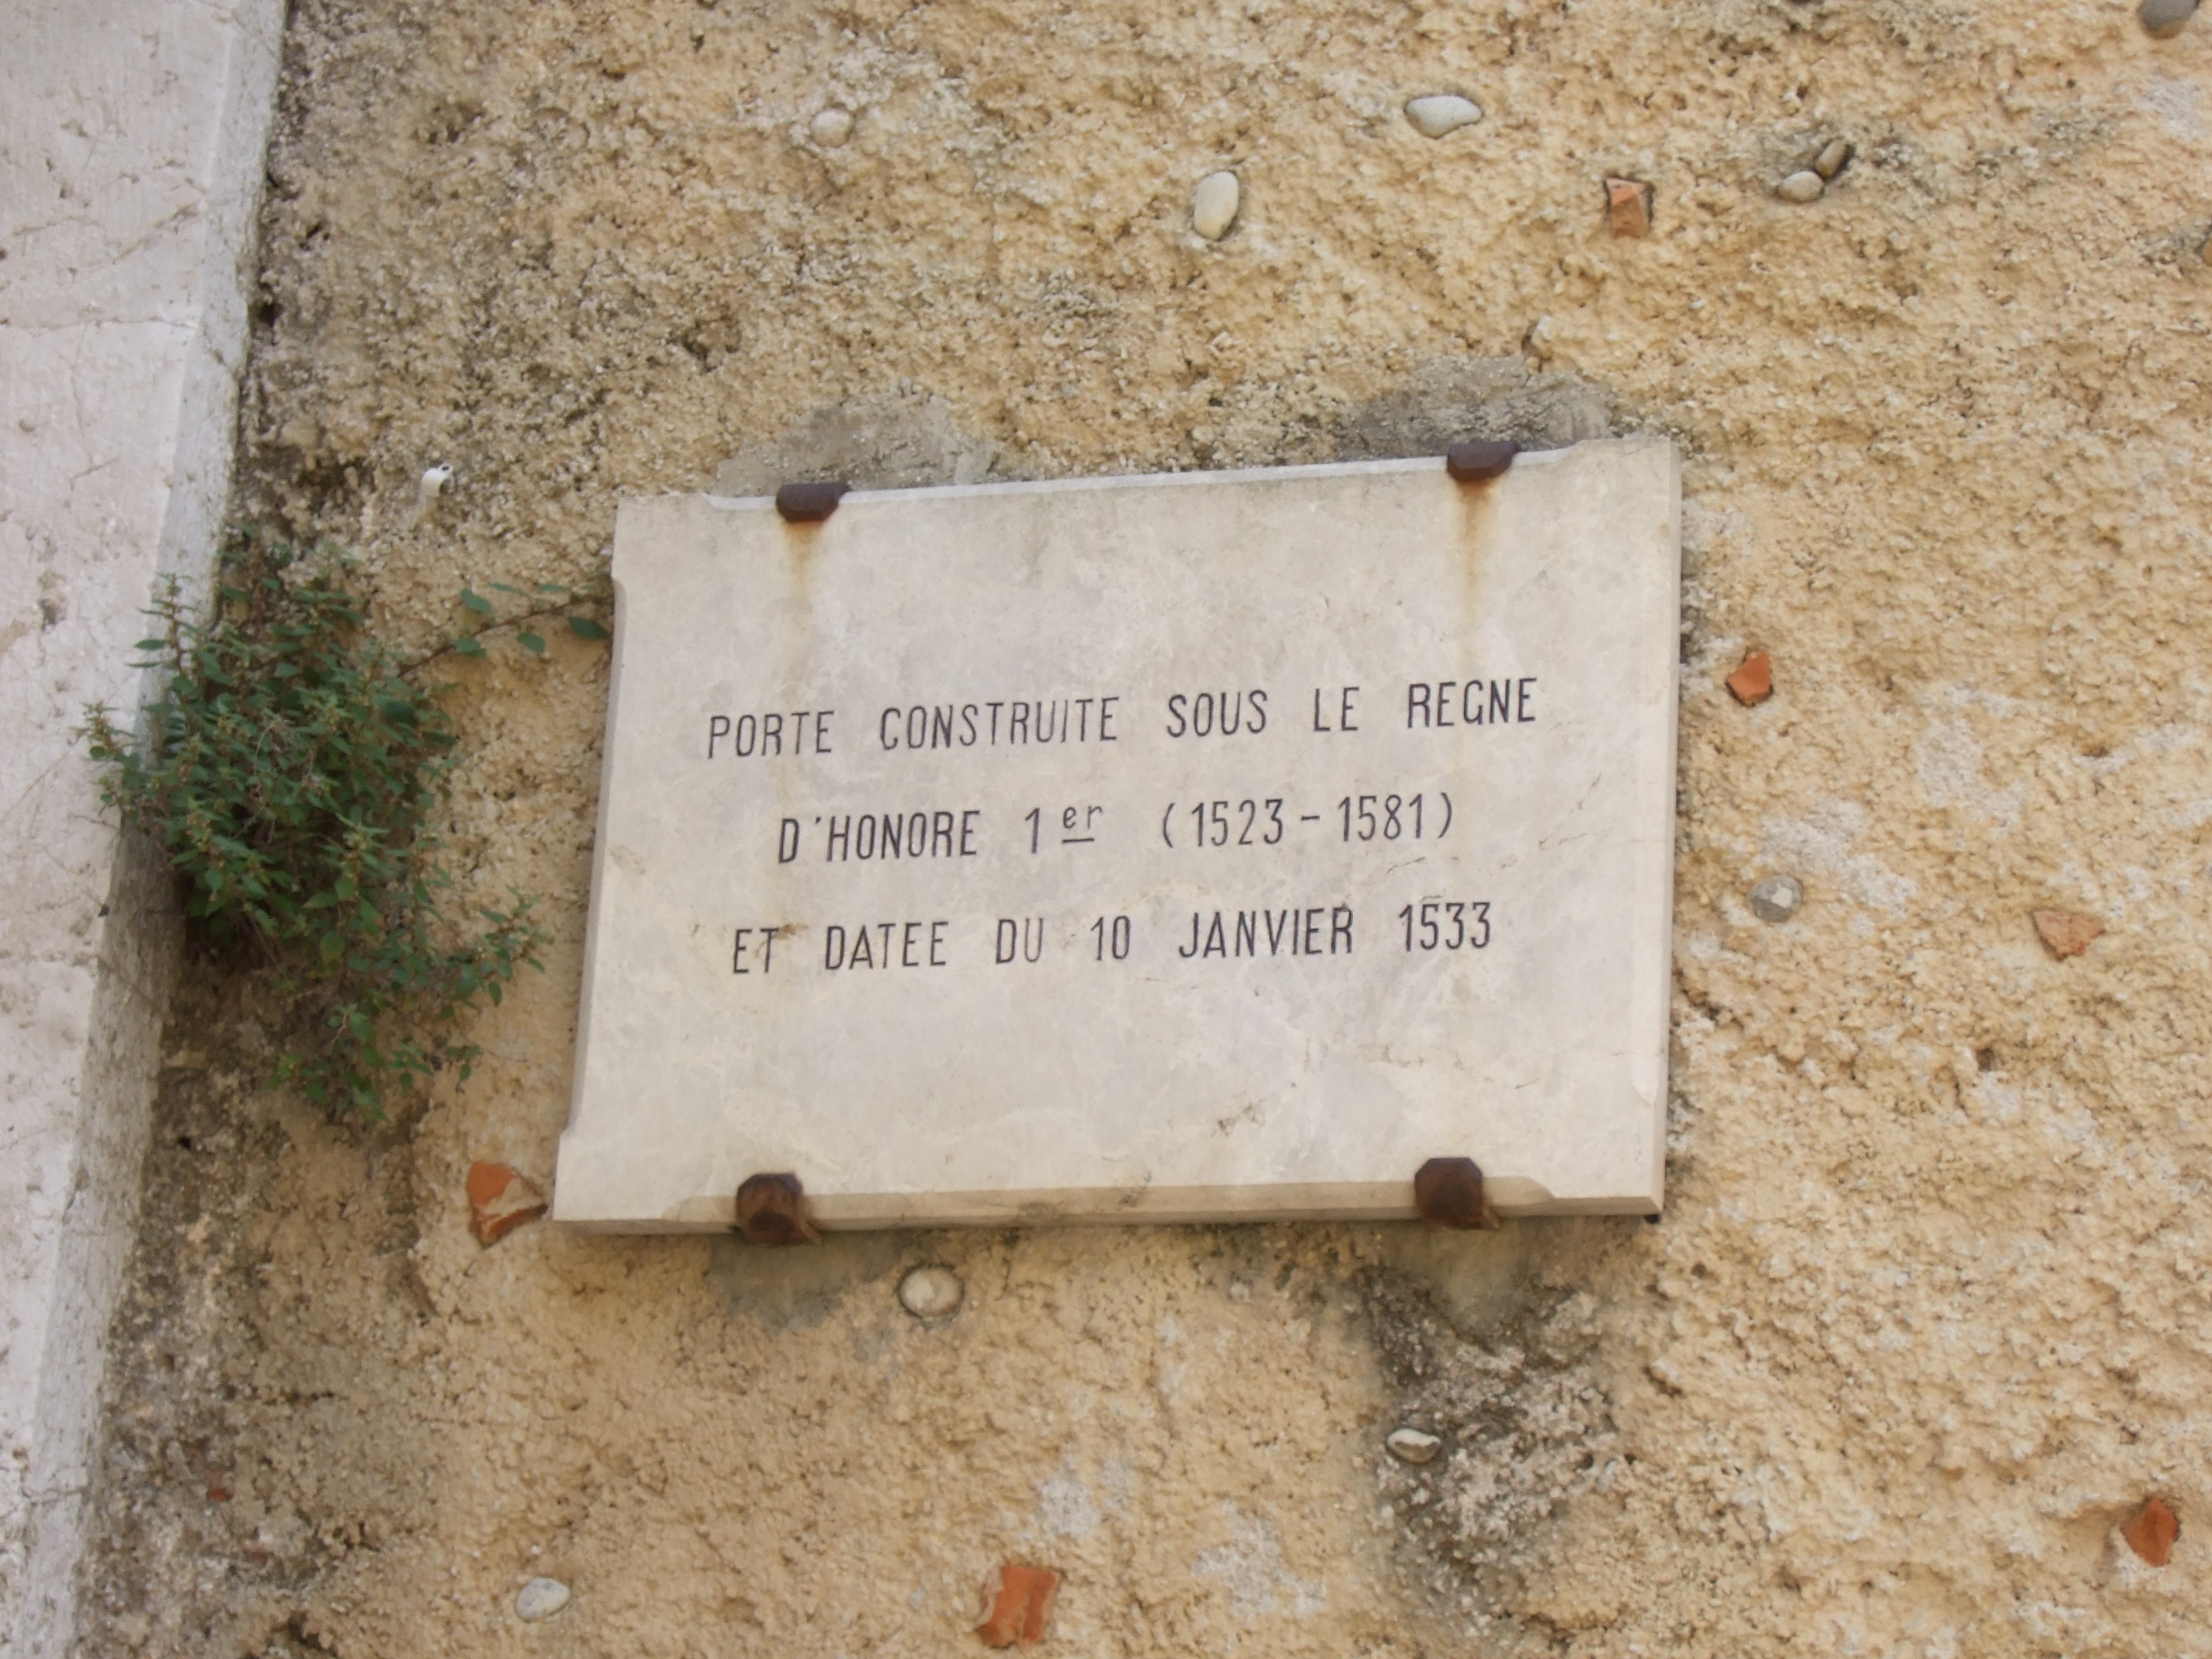 PORTE CONSTRUITE SOUS LE REGNE
D'HONORE 1er (1523-1581)
ET DATEE DU 10 JANVIER 1533